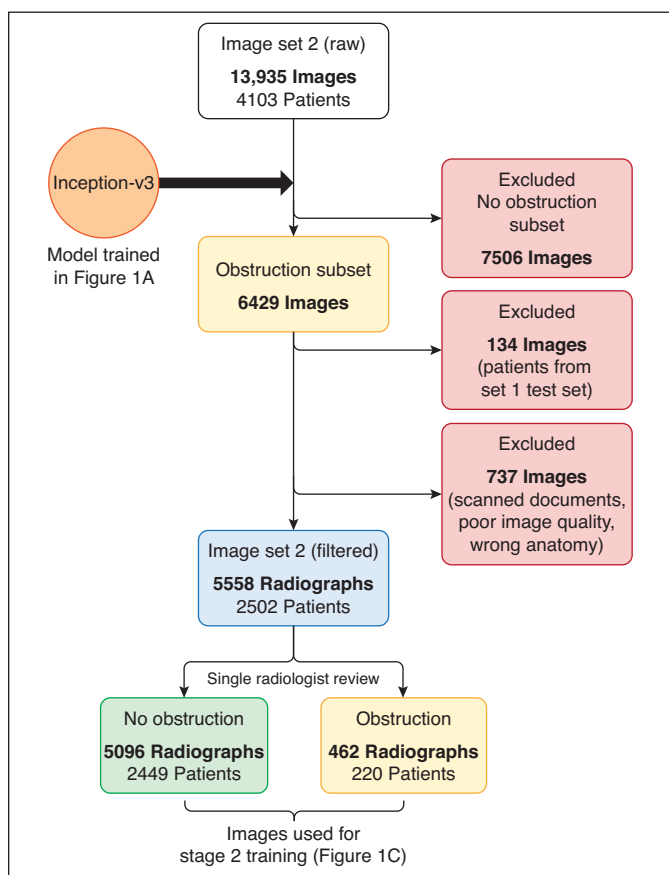 Image set 2 (raw)
13,935 Images
4103 Patients
Inception-v3
Model trained
in Figure 1A
Excluded
No obstruction
subset
7506 Images
Obstruction subset
6429 Images
Excluded
134 Images
(patients from
set 1 test set)
Excluded
737 Images
(scanned documents,
poor image quality,
wrong anatomy)
Image set 2 (filtered)
5558 Radiographs
2502 Patients
Single radiologist review
No obstruction
5096 Radiographs
2449 Patients
Obstruction
462 Radiographs
220 Patients
Images used for
stage 2 training (Figure 1C)